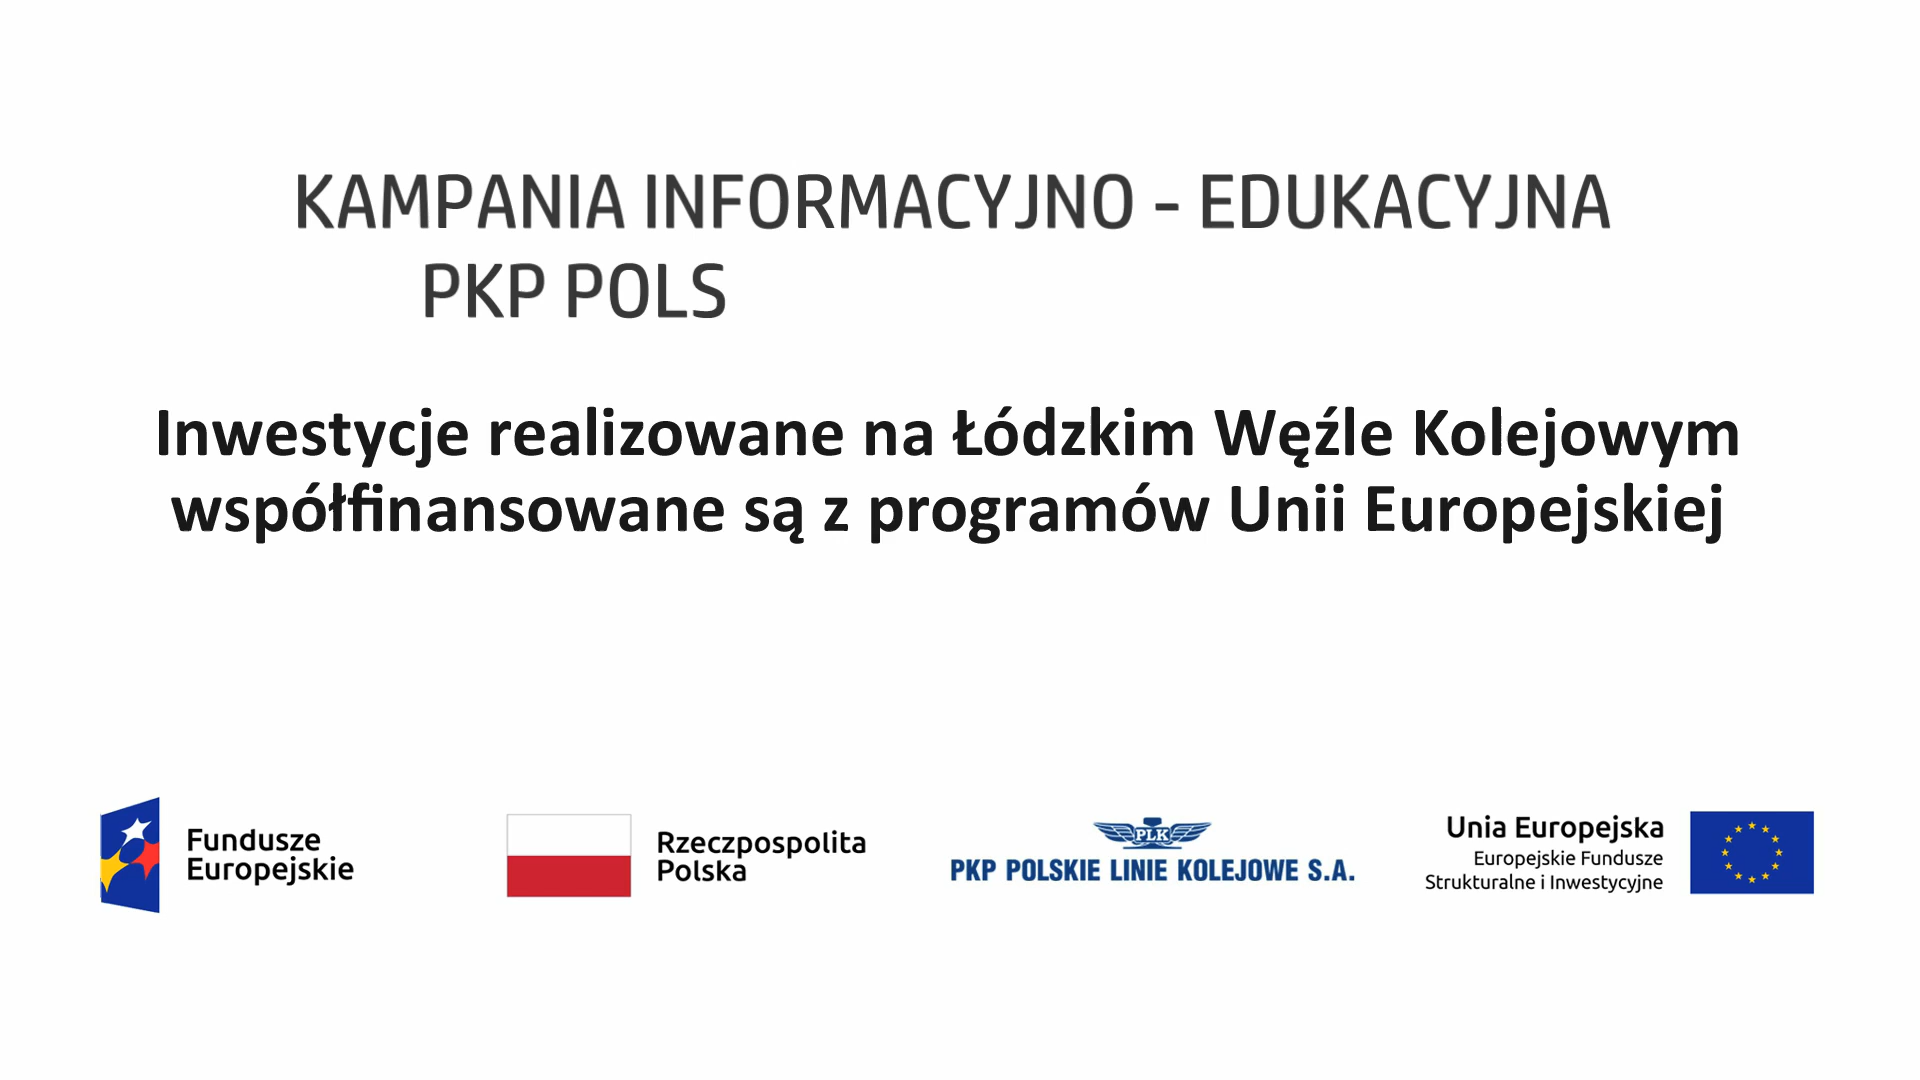 KAMPANIA INFORMACYJNO - EDUKACYJNA
PKP POLS
Inwestycje realizowane na Łódzkim Węźle Kolejowym
współfinansowane są z programów Unii Europejskiej
Fundusze
Europejskie
Rzeczpospolita
Polska
PLK
PKP POLSKIE LINIE KOLEJOWE S.A.
Unia Europejska
Europejskie Fundusze
Strukturalne i Inwestycyjne